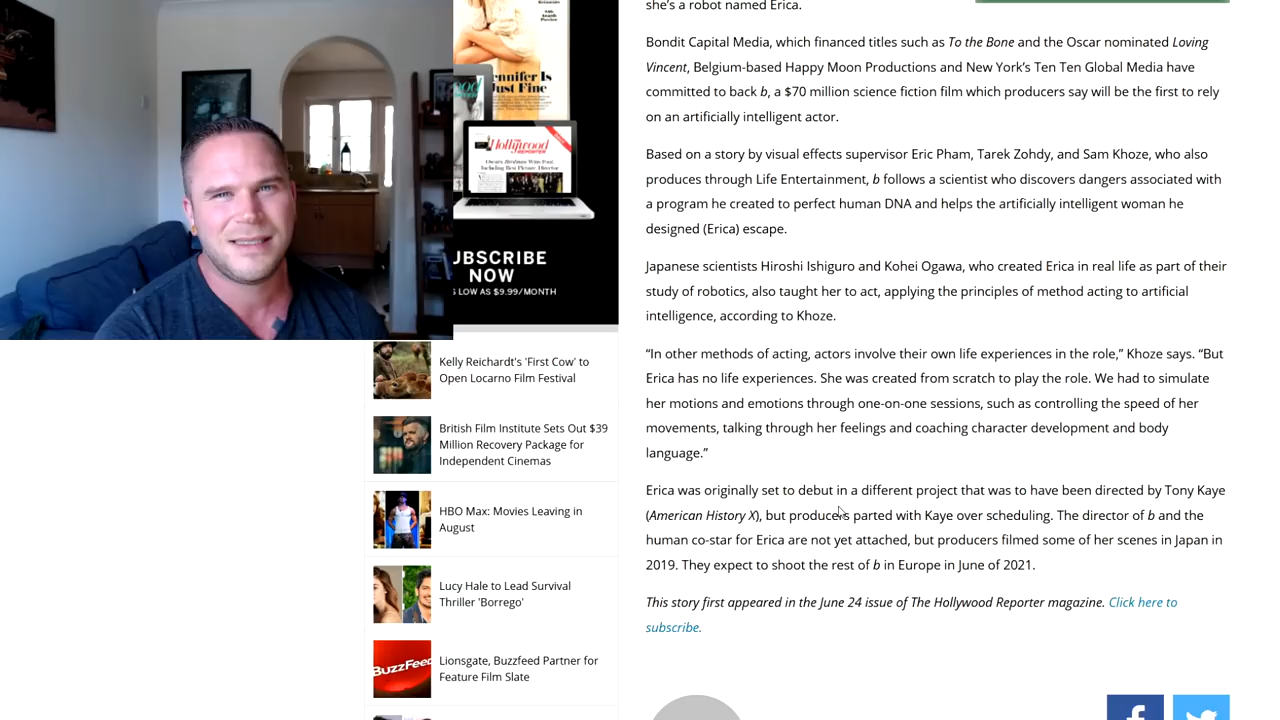 she's a robot named Erica.
Bondit Capital Media, which financed titles such as To the Bone and the Oscar nominated Loving
Vincent, Belgium-based Happy Moon Productions and New York's Ten Ten Global Media have
committed to back b, a $70 million science fiction film which producers say will be the first to rely
on an artificially intelligent actor.
Based on a story by visual effects supervisor Eric Pham, Tarek Zohdy, and Sam Khoze, who also
produces through Life Entertainment, b follows a scientist who discovers dangers associated with
a program he created to perfect human DNA and helps the artificially intelligent woman he
designed (Erica) escape.
Japanese scientists Hiroshi Ishiguro and Kohei Ogawa, who created Erica in real life as part of their
study of robotics, also taught her to act, applying the principles of method acting to artificial
intelligence, according to Khoze.
“In other methods of acting, actors involve their own life experiences in the role,” Khoze says. “But
Erica has no life experiences. She was created from scratch to play the role. We had to simulate
her motions and emotions through one-on-one sessions, such as controlling the speed of her
movements, talking through her feelings and coaching character development and body
language.”
Erica was originally set to debut in a different project that was to have been directed by Tony Kaye
(American History X), but producers parted with Kaye over scheduling. The director of b and the
human co-star for Erica are not yet attached, but producers filmed some of her scenes in Japan in
2019. They expect to shoot the rest of b in Europe in June of 2021.
This story first appeared in the June 24 issue of The Hollywood Reporter magazine. Click here to
subscribe.
ennifer Is
Just Fine
Hollywood
REPORTER
UBSCRIBE
NOW
S LOW AS $9.99/MONTH
Kelly Reichardt's 'First Cow' to
Open Locarno Film Festival
British Film Institute Sets Out $39
Million Recovery Package for
Independent Cinemas
HBO Max: Movies Leaving in
August
Lucy Hale to Lead Survival
Thriller 'Borrego'
BuzzFeed
Lionsgate, Buzzfeed Partner for
Feature Film Slate